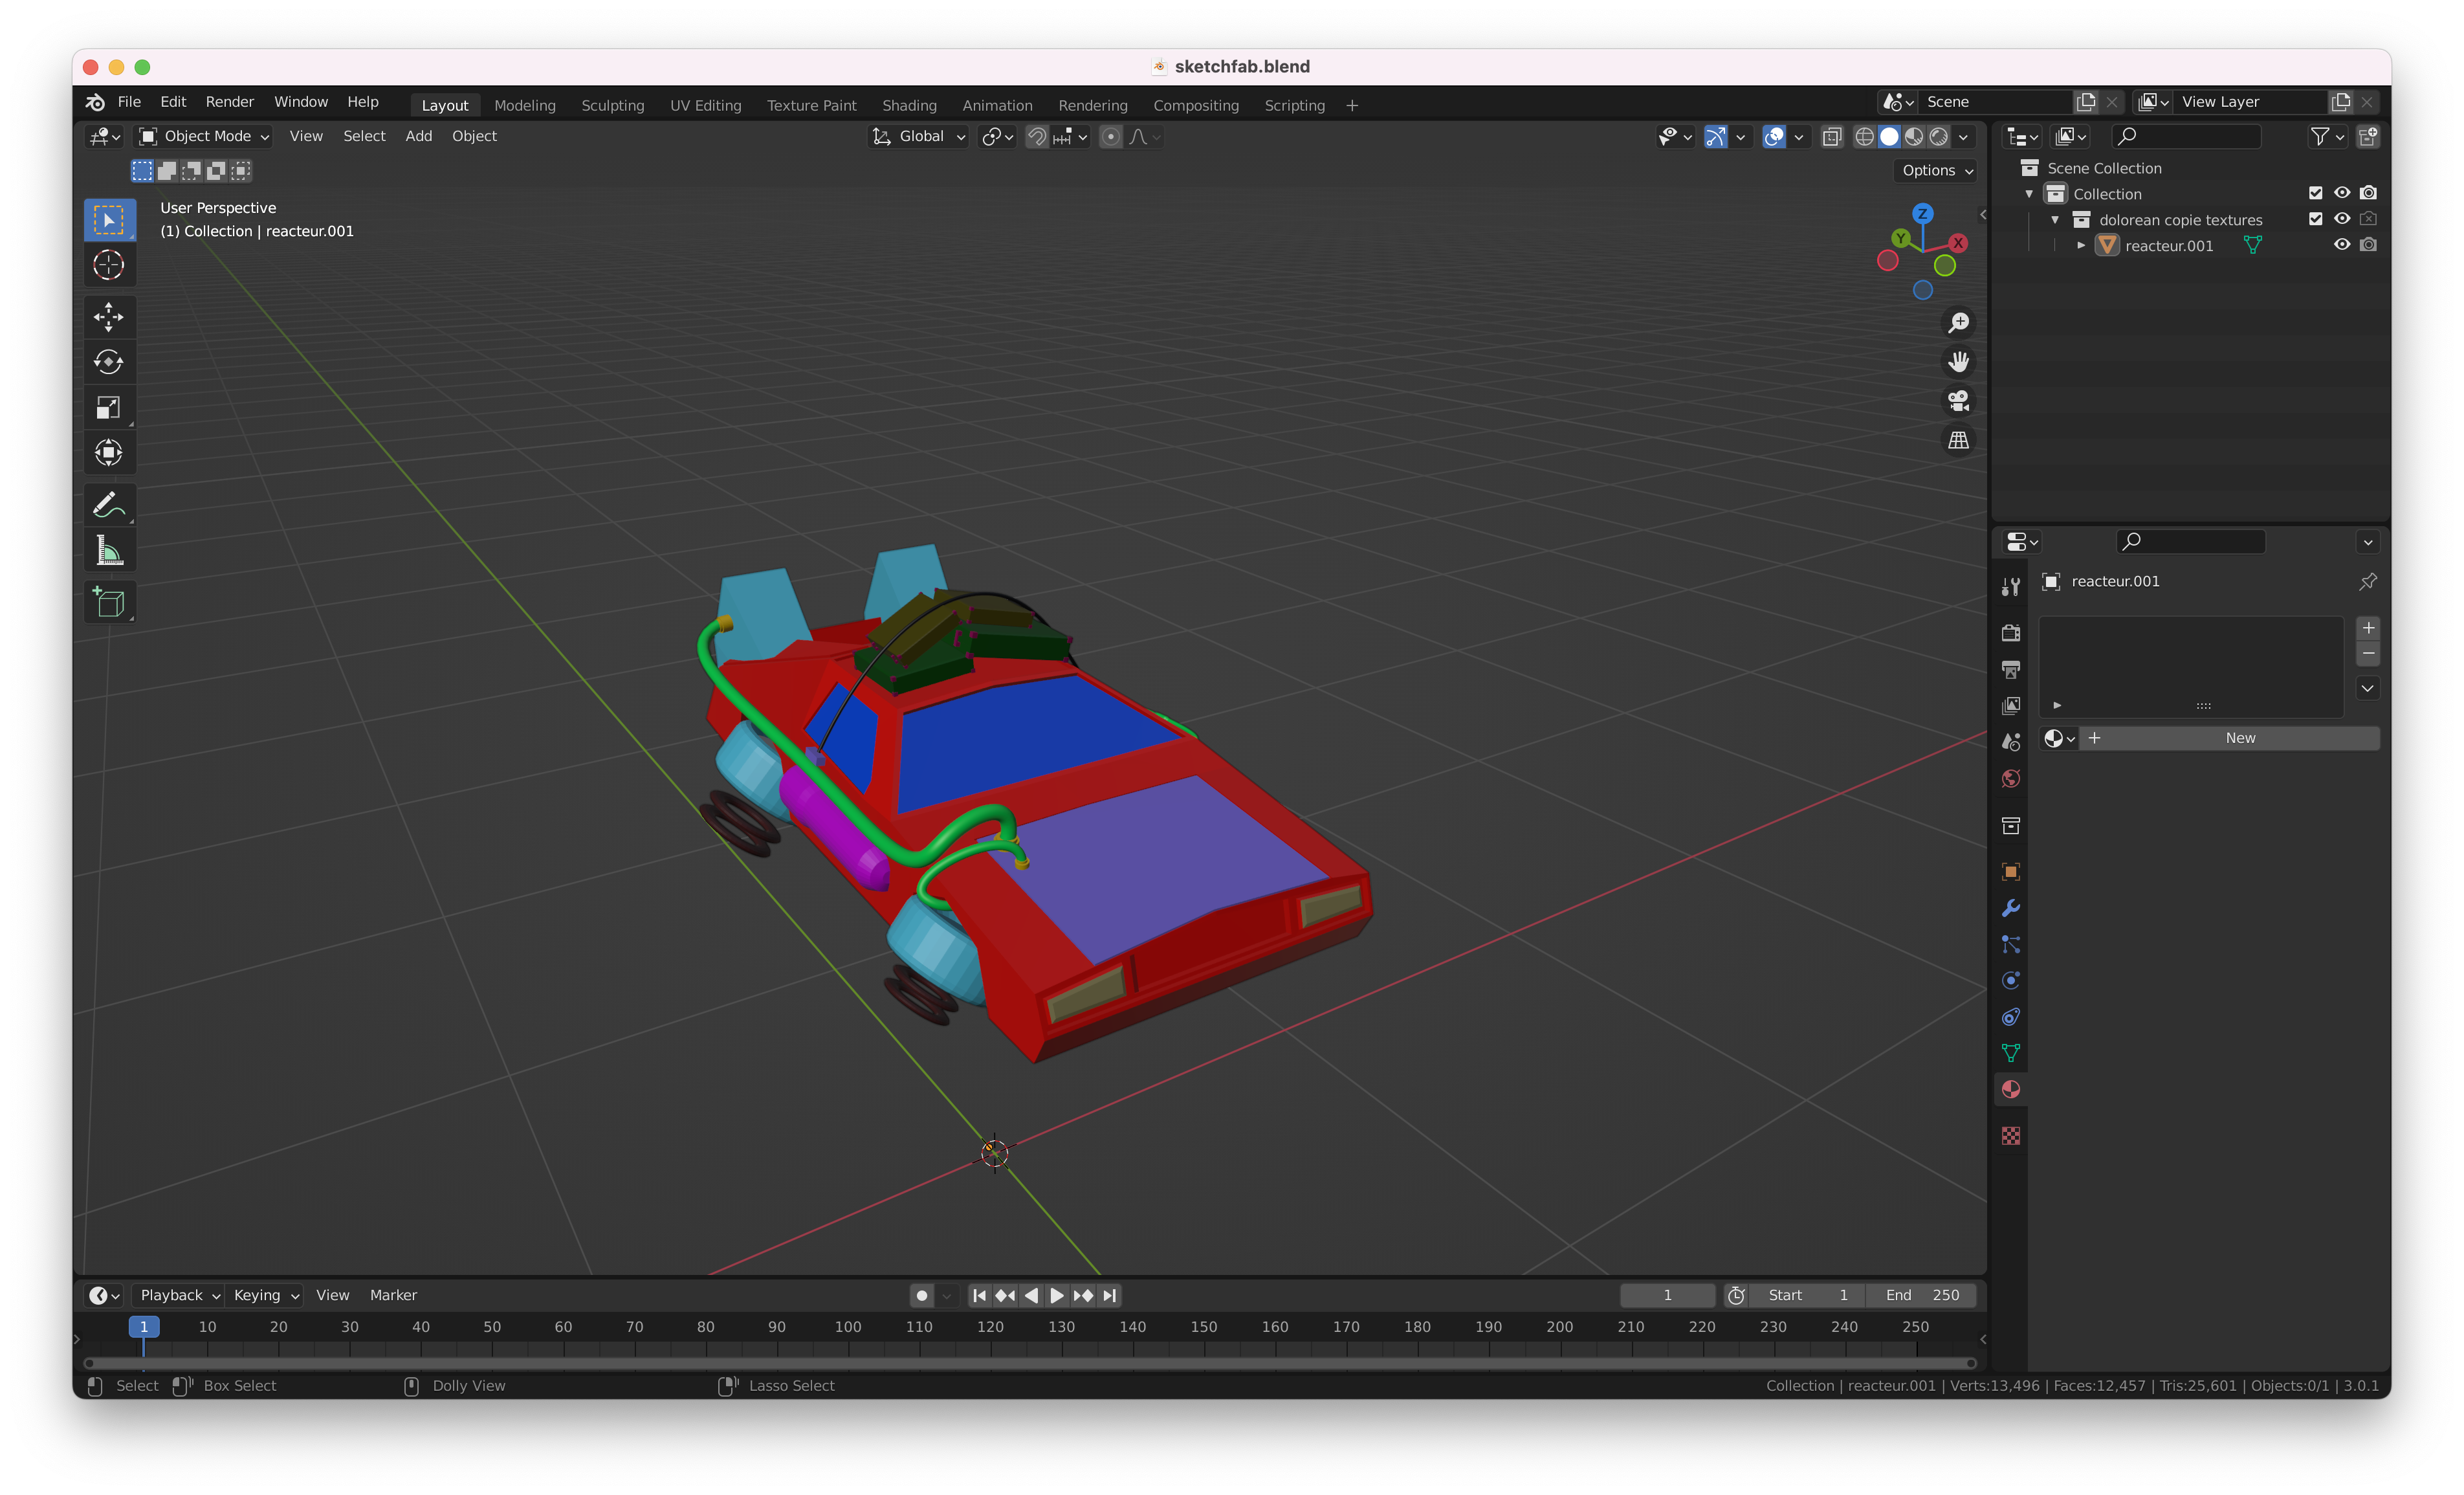 sketchfab.blend
File Edit Render Window Help Layout Modeling Sculpting UV Editing Texture Paint Shading Animation Rendering Compositing Scripting + Scene View Layer
Object Mode View Select Add Object Global
Options
User Perspective
(1) Collection | reacteur.001
Z
Y
X
Scene Collection
Collection
dolorean copie textures
reacteur.001
reacteur.001
New
Playback Keying View Marker 1 Start 1 End 250
1 10 20 30 40 50 60 70 80 90 100 110 120 130 140 150 160 170 180 190 200 210 220 230 240 250
Select Box Select Dolly View Lasso Select Collection | reacteur.001 | Verts:13,496 | Faces:12,457 | Tris:25,601 | Objects:0/1 | 3.0.1